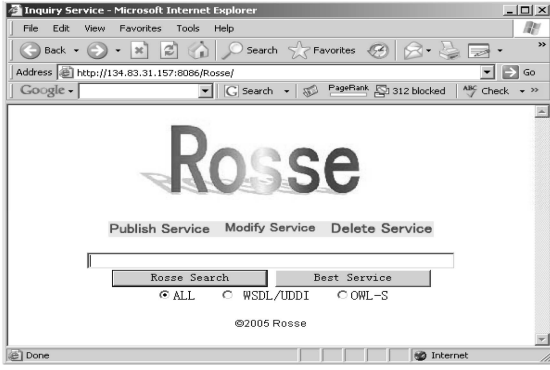 Inquiry Service - Microsoft Internet Explorer
File Edit View Favorites Tools Help
Back Search Favorites »
Address http://134.83.31.157:8086/Rosse/ Go
Google Search PageRank 312 blocked ABC Check »
Rosse
Publish Service Modify Service Delete Service
Rosse Search Best Service
ALL WSDL/UDDI OWL-S
©2005 Rosse
Done Internet